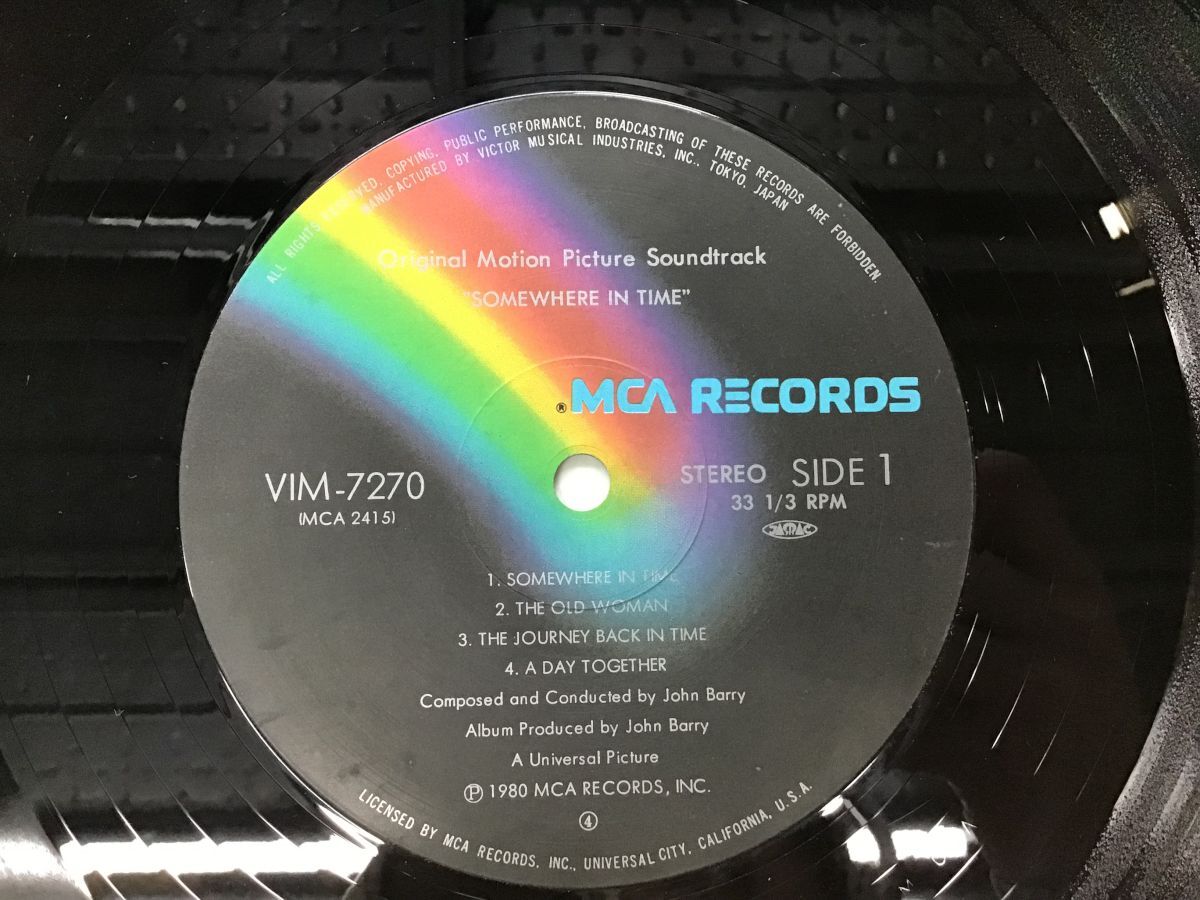 ALL RIGHTS RESERVED. COPYING, PUBLIC PERFORMANCE, BROADCASTING OF THESE RECORDS ARE FORBIDDEN.
MANUFACTURED BY VICTOR MUSICAL INDUSTRIES, INC., TOKYO, JAPAN
Original Motion Picture Soundtrack
"SOMEWHERE IN TIME"
® MCA RECORDS
VIM-7270
(MCA 2415)
STEREO SIDE 1
33 1/3 RPM
JASRAC
1. SOMEWHERE IN TIME
2. THE OLD WOMAN
3. THE JOURNEY BACK IN TIME
4. A DAY TOGETHER
Composed and Conducted by John Barry
Album Produced by John Barry
A Universal Picture
℗ 1980 MCA RECORDS, INC.
④
LICENSED BY MCA RECORDS, INC., UNIVERSAL CITY, CALIFORNIA, U.S.A.